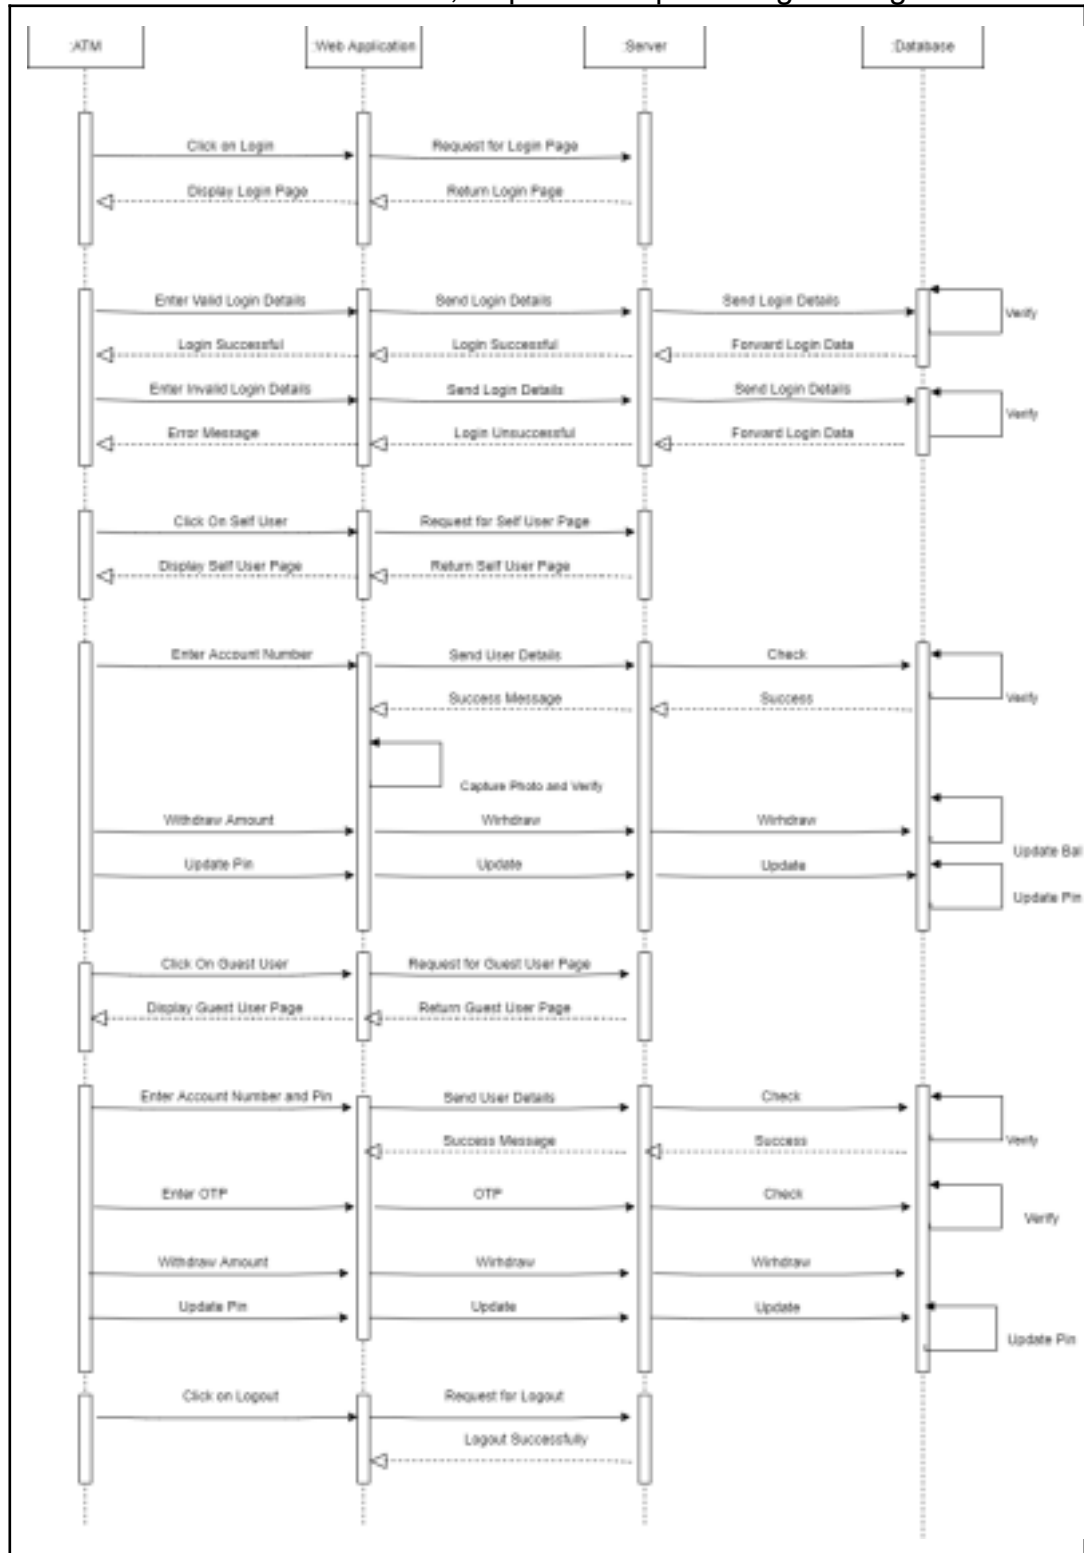 :ATM
:Web Application
:Server
:Database
Click on Login
Request for Login Page
Display Login Page
Return Login Page
Enter Valid Login Details
Send Login Details
Send Login Details
Verify
Login Successful
Login Successful
Forward Login Data
Enter Invalid Login Details
Send Login Details
Send Login Details
Verify
Error Message
Login Unsuccessful
Forward Login Data
Click On Self User
Request for Self User Page
Display Self User Page
Return Self User Page
Enter Account Number
Send User Details
Check
Verify
Success Message
Success
Capture Photo and Verify
Withdraw Amount
Wirhdraw
Wirhdraw
Update Bal
Update Pin
Update
Update
Update Pin
Click On Guest User
Request for Guest User Page
Display Guest User Page
Return Guest User Page
Enter Account Number and Pin
Send User Details
Check
Verify
Success Message
Success
Enter OTP
OTP
Check
Verify
Withdraw Amount
Wirhdraw
Wirhdraw
Update Pin
Update
Update
Update Pin
Click on Logout
Request for Logout
Logout Successfully